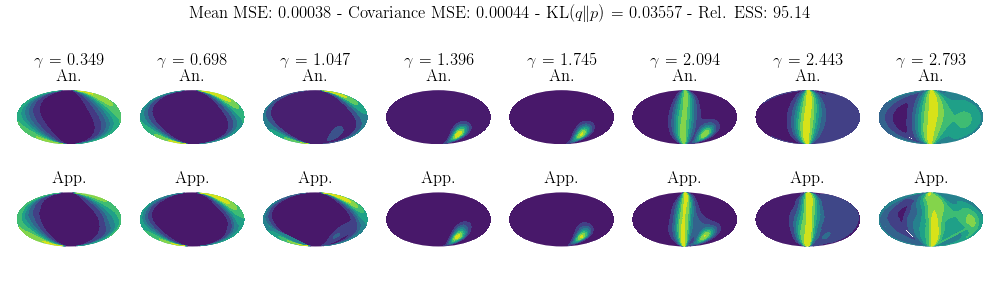 Mean MSE: 0.00038 - Covariance MSE: 0.00044 - KL(q‖p) = 0.03557 - Rel. ESS: 95.14
γ = 0.349 γ = 0.698 γ = 1.047 γ = 1.396 γ = 1.745 γ = 2.094 γ = 2.443 γ = 2.793
An. An. An. An. An. An. An. An.
App. App. App. App. App. App. App. App.